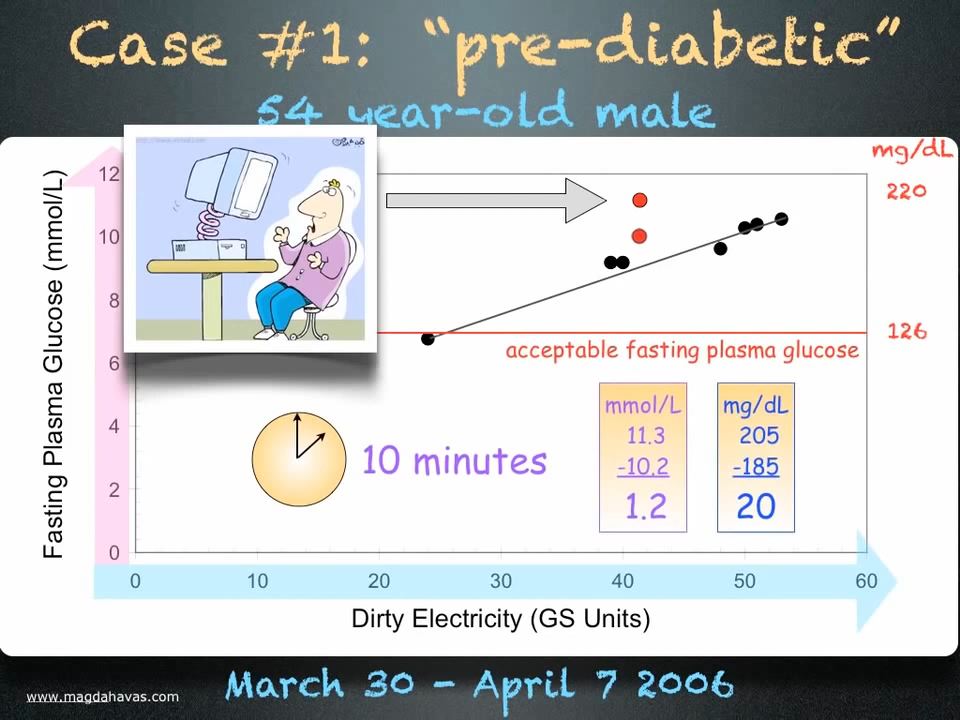 Case #1: “pre-diabetic”
54 year-old male
mg/dL
Fasting Plasma Glucose (mmol/L)
12
10
8
6
4
2
0
220
126
acceptable fasting plasma glucose
10 minutes
mmol/L
11.3
-10.2
1.2
mg/dL
205
-185
20
0 10 20 30 40 50 60
Dirty Electricity (GS Units)
March 30 - April 7 2006
www.magdahavas.com